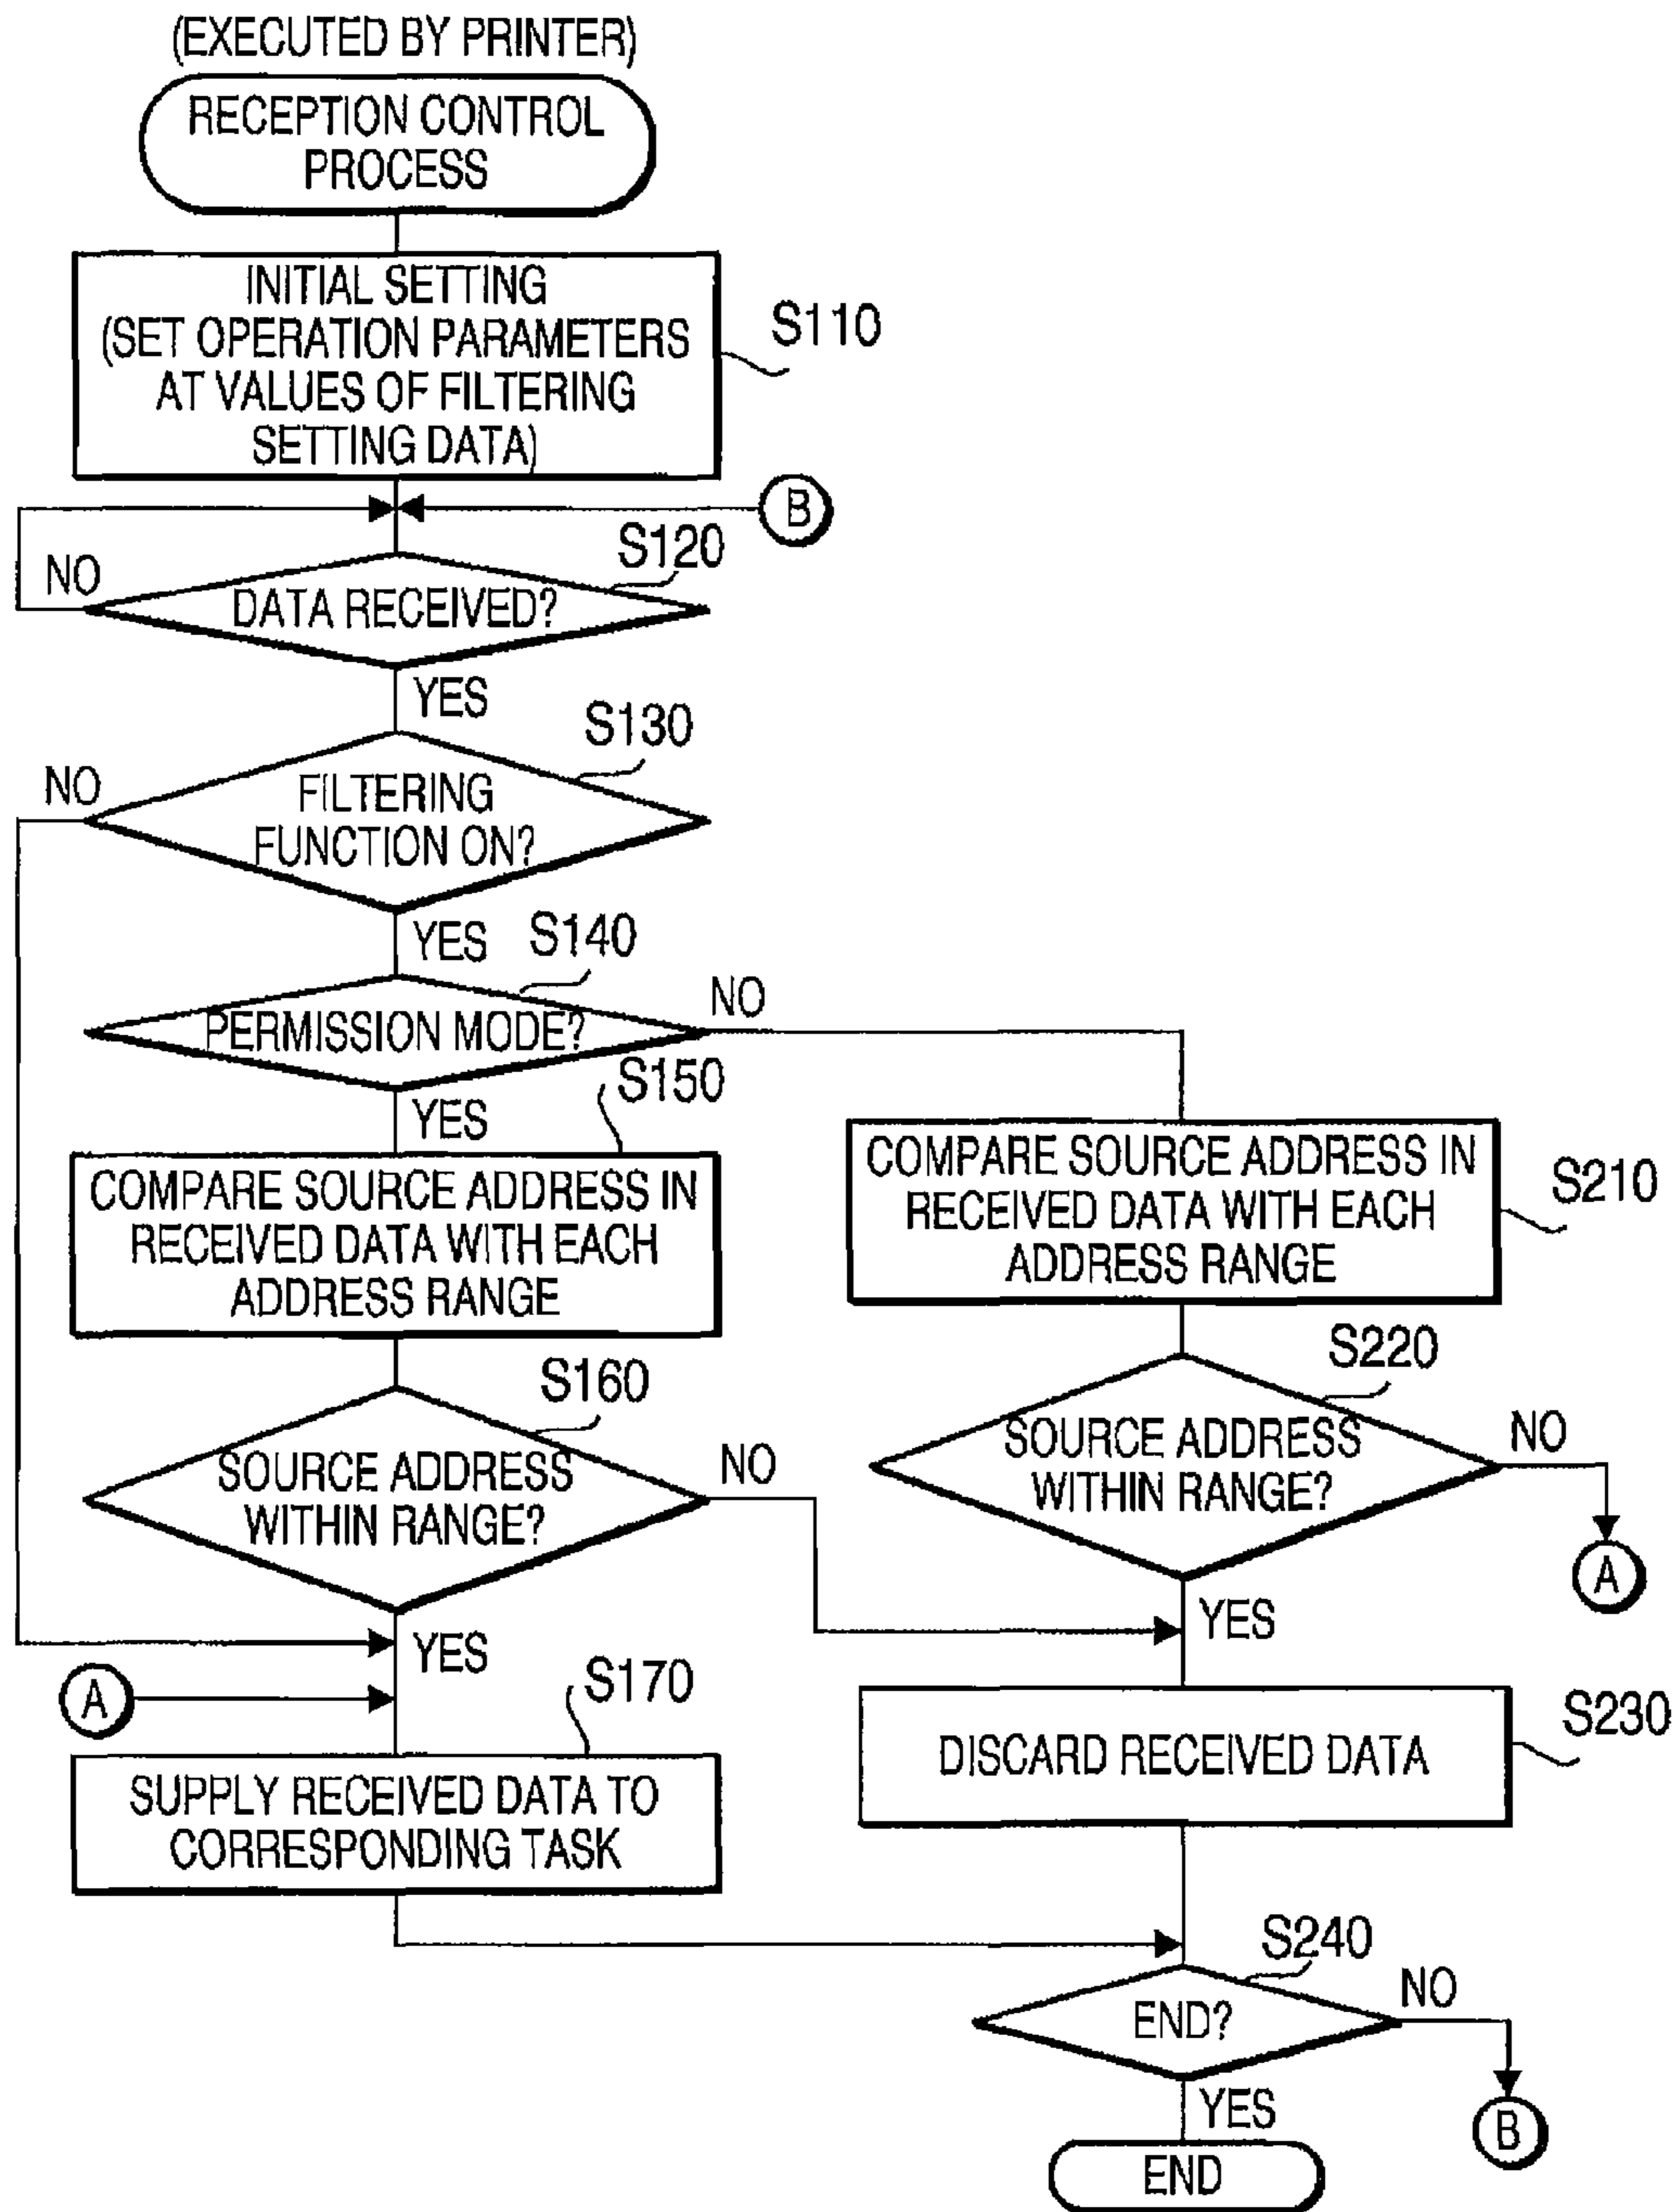 (EXECUTED BY PRINTER)
RECEPTION CONTROL
PROCESS
INITIAL SETTING
(SET OPERATION PARAMETERS
AT VALUES OF FILTERING
SETTING DATA)
S110
B
S120
NO
DATA RECEIVED?
YES
S130
NO
FILTERING
FUNCTION ON?
YES
S140
NO
PERMISSION MODE?
S150
YES
COMPARE SOURCE ADDRESS IN
RECEIVED DATA WITH EACH
ADDRESS RANGE
COMPARE SOURCE ADDRESS IN
RECEIVED DATA WITH EACH
ADDRESS RANGE
S210
S160
SOURCE ADDRESS
WITHIN RANGE?
NO
S220
SOURCE ADDRESS
WITHIN RANGE?
NO
A
YES
YES
A
S170
SUPPLY RECEIVED DATA TO
CORRESPONDING TASK
DISCARD RECEIVED DATA
S230
S240
END?
NO
YES
B
END